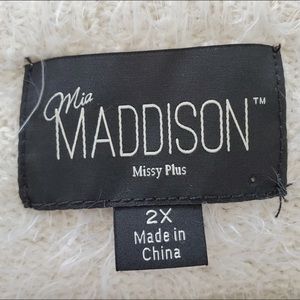 Mia
MADDISON™
Missy Plus
2X
Made in
China